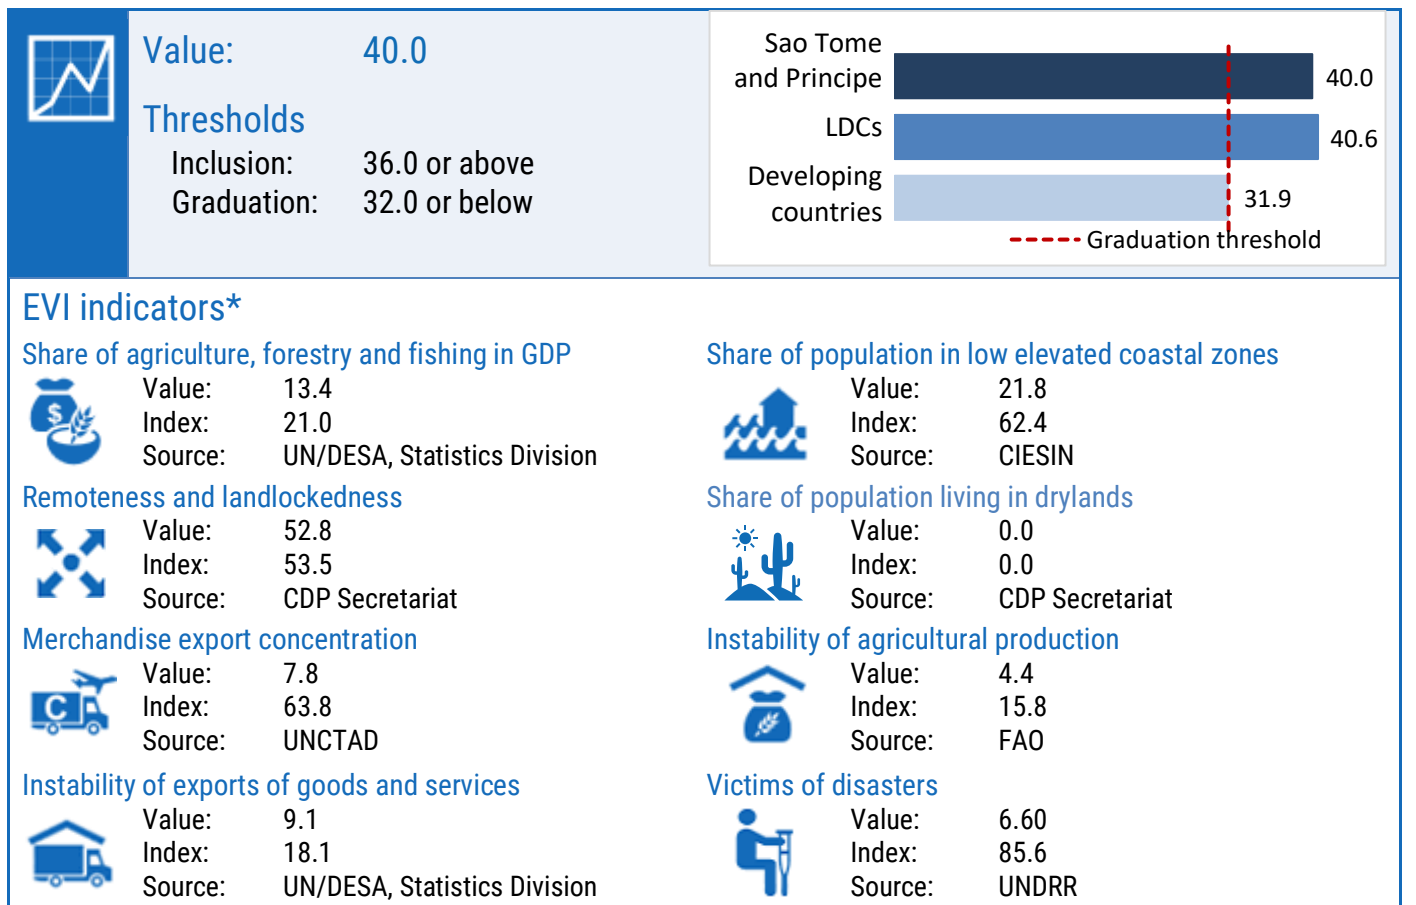 Value: 40.0
Thresholds
Inclusion: 36.0 or above
Graduation: 32.0 or below
Sao Tome
and Principe
40.0
LDCs
40.6
Developing
countries
31.9
Graduation threshold
EVI indicators*
Share of agriculture, forestry and fishing in GDP
Value: 13.4
Index: 21.0
Source: UN/DESA, Statistics Division
Share of population in low elevated coastal zones
Value: 21.8
Index: 62.4
Source: CIESIN
Remoteness and landlockedness
Value: 52.8
Index: 53.5
Source: CDP Secretariat
Share of population living in drylands
Value: 0.0
Index: 0.0
Source: CDP Secretariat
Merchandise export concentration
C
Value: 7.8
Index: 63.8
Source: UNCTAD
Instability of agricultural production
Value: 4.4
Index: 15.8
Source: FAO
Instability of exports of goods and services
Value: 9.1
Index: 18.1
Source: UN/DESA, Statistics Division
Victims of disasters
Value: 6.60
Index: 85.6
Source: UNDRR